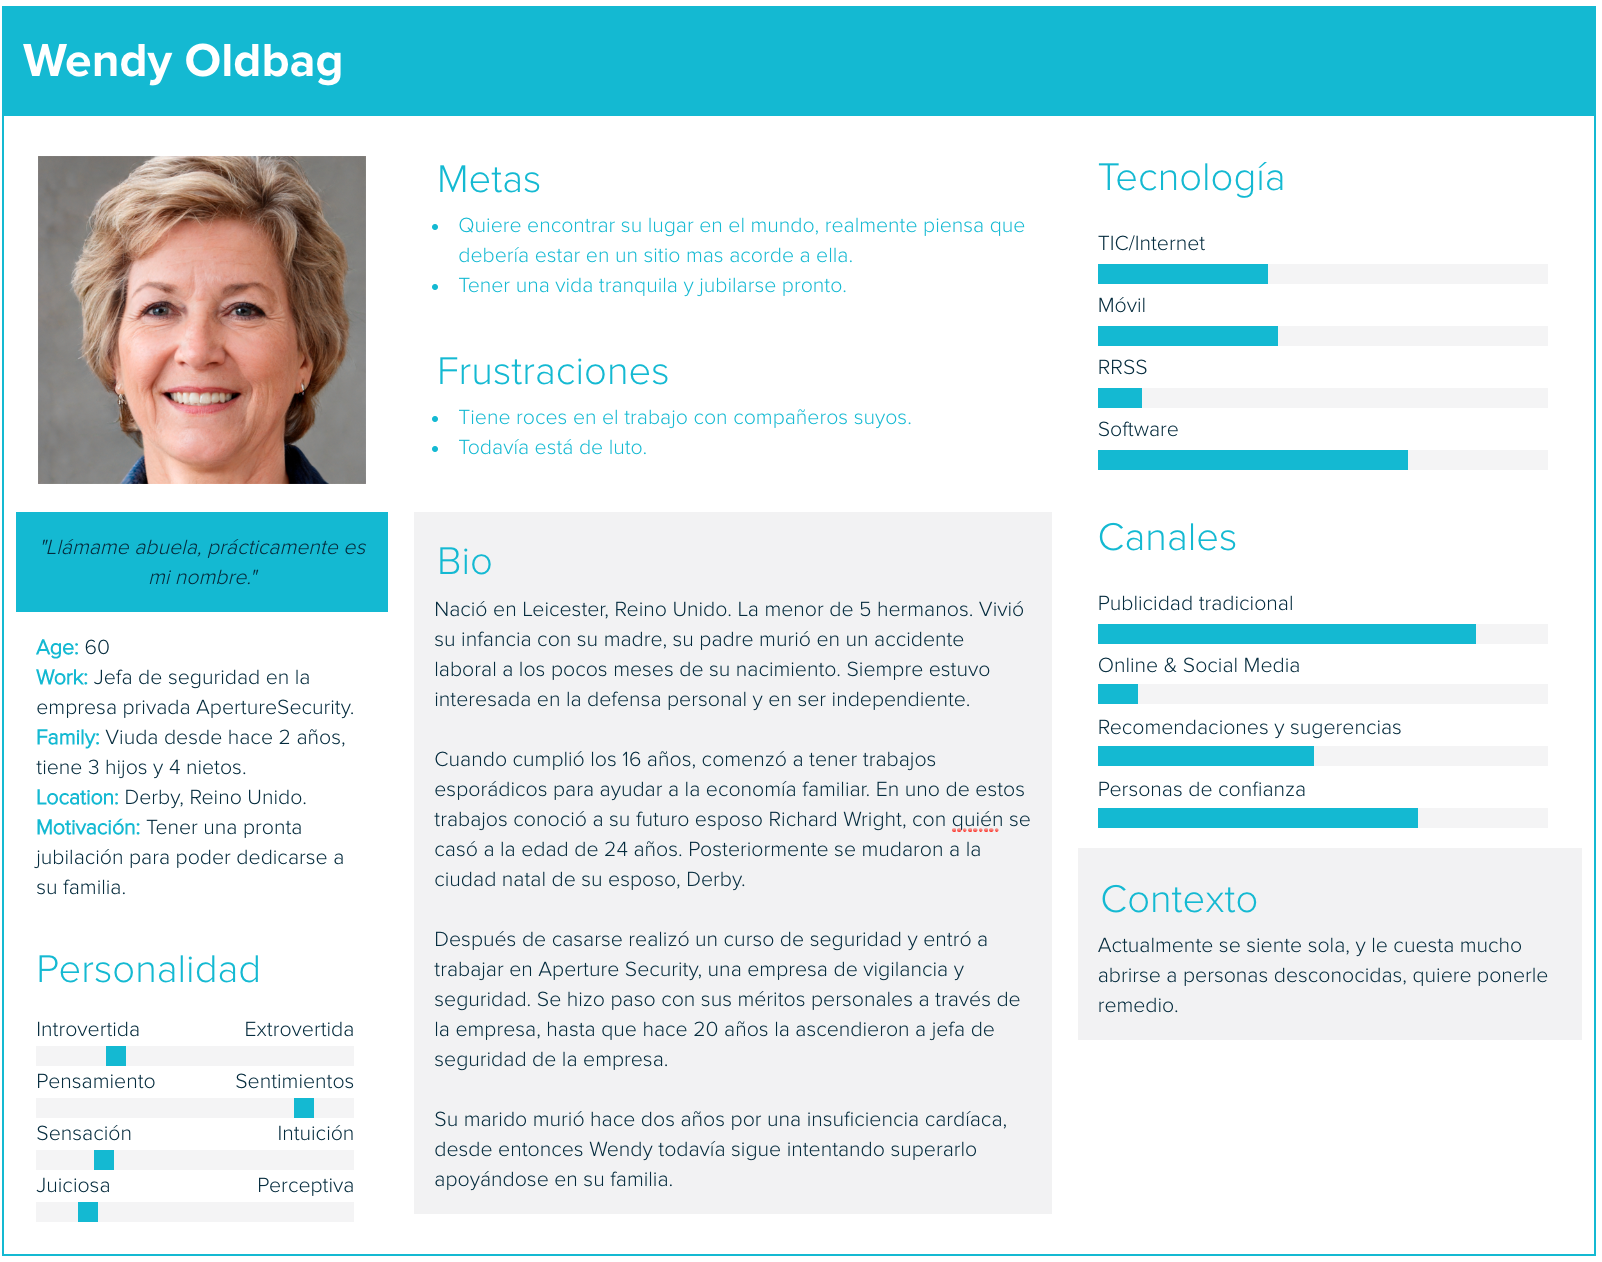 Wendy Oldbag
"Llámame abuela, prácticamente es
mi nombre."
Age: 60
Work: Jefa de seguridad en la
empresa privada ApertureSecurity.
Family: Viuda desde hace 2 años,
tiene 3 hijos y 4 nietos.
Location: Derby, Reino Unido.
Motivación: Tener una pronta
jubilación para poder dedicarse a
su familia.
Personalidad
Introvertida Extrovertida
Pensamiento Sentimientos
Sensación Intuición
Juiciosa Perceptiva
Metas
• Quiere encontrar su lugar en el mundo, realmente piensa que
debería estar en un sitio mas acorde a ella.
• Tener una vida tranquila y jubilarse pronto.
Frustraciones
• Tiene roces en el trabajo con compañeros suyos.
• Todavía está de luto.
Bio
Nació en Leicester, Reino Unido. La menor de 5 hermanos. Vivió
su infancia con su madre, su padre murió en un accidente
laboral a los pocos meses de su nacimiento. Siempre estuvo
interesada en la defensa personal y en ser independiente.
Cuando cumplió los 16 años, comenzó a tener trabajos
esporádicos para ayudar a la economía familiar. En uno de estos
trabajos conoció a su futuro esposo Richard Wright, con quién se
casó a la edad de 24 años. Posteriormente se mudaron a la
ciudad natal de su esposo, Derby.
Después de casarse realizó un curso de seguridad y entró a
trabajar en Aperture Security, una empresa de vigilancia y
seguridad. Se hizo paso con sus méritos personales a través de
la empresa, hasta que hace 20 años la ascendieron a jefa de
seguridad de la empresa.
Su marido murió hace dos años por una insuficiencia cardíaca,
desde entonces Wendy todavía sigue intentando superarlo
apoyándose en su familia.
Tecnología
TIC/Internet
Móvil
RRSS
Software
Canales
Publicidad tradicional
Online & Social Media
Recomendaciones y sugerencias
Personas de confianza
Contexto
Actualmente se siente sola, y le cuesta mucho
abrirse a personas desconocidas, quiere ponerle
remedio.